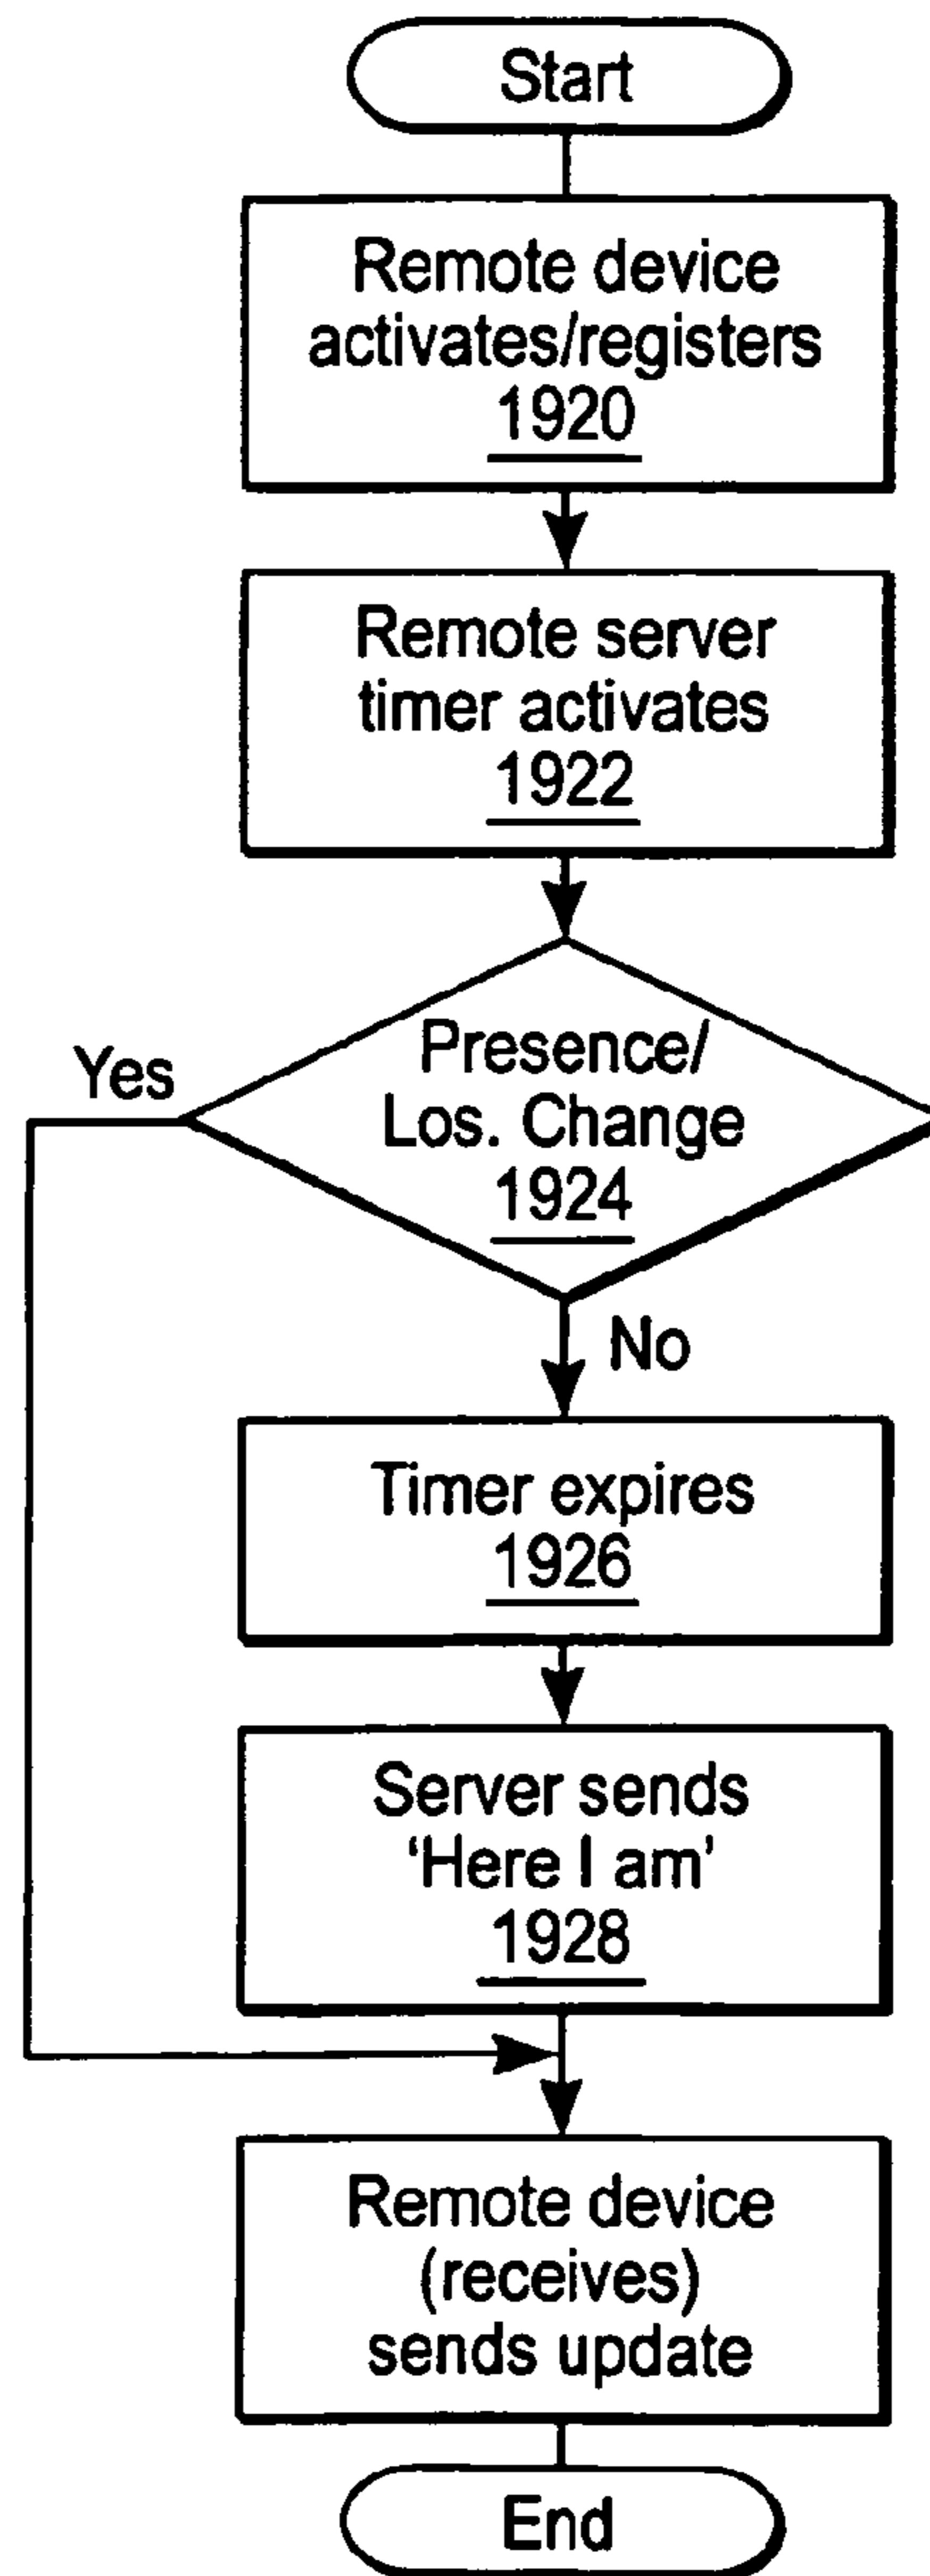 Start
Remote device
activates/registers
1920
Remote server
timer activates
1922
Presence/
Los. Change
1924
Yes
No
Timer expires
1926
Server sends
‘Here I am’
1928
Remote device
(receives)
sends update
End